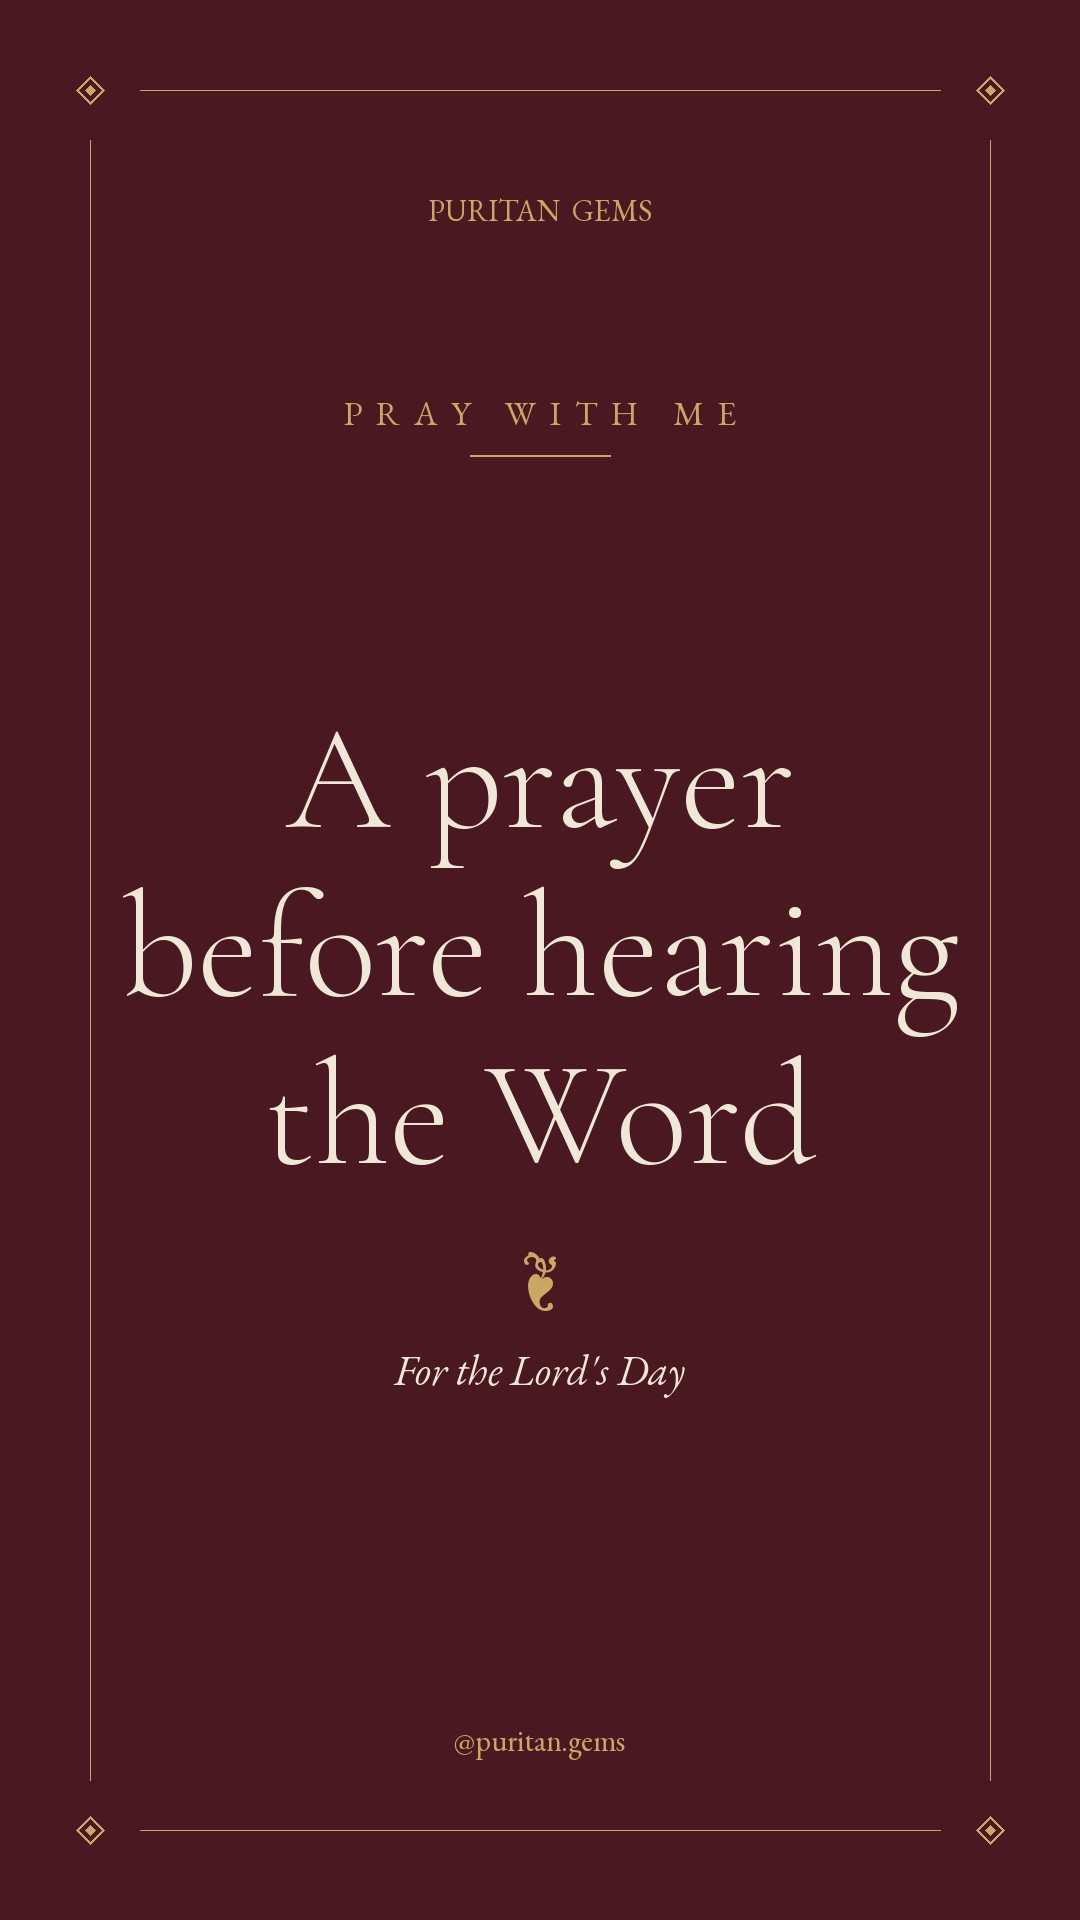 PURITAN GEMS
PRAY WITH ME
A prayer
before hearing
the Word
❦
For the Lord's Day
@puritan.gems